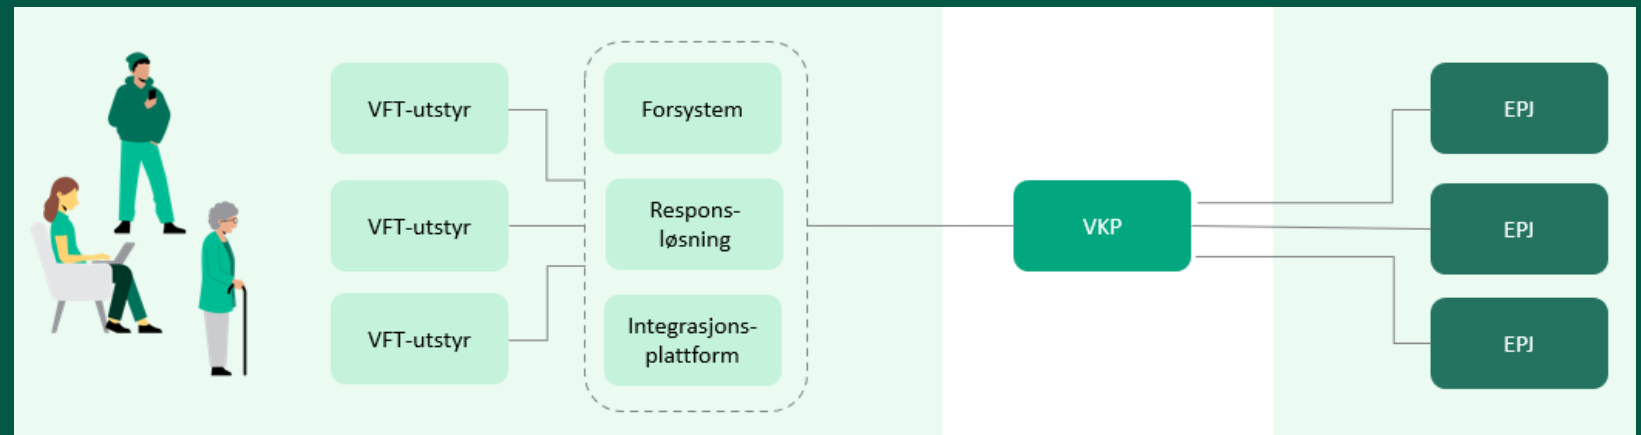 VFT-utstyr
VFT-utstyr
VFT-utstyr
Forsystem
Respons-
løsning
Integrasjons-
plattform
VKP
EPJ
EPJ
EPJ